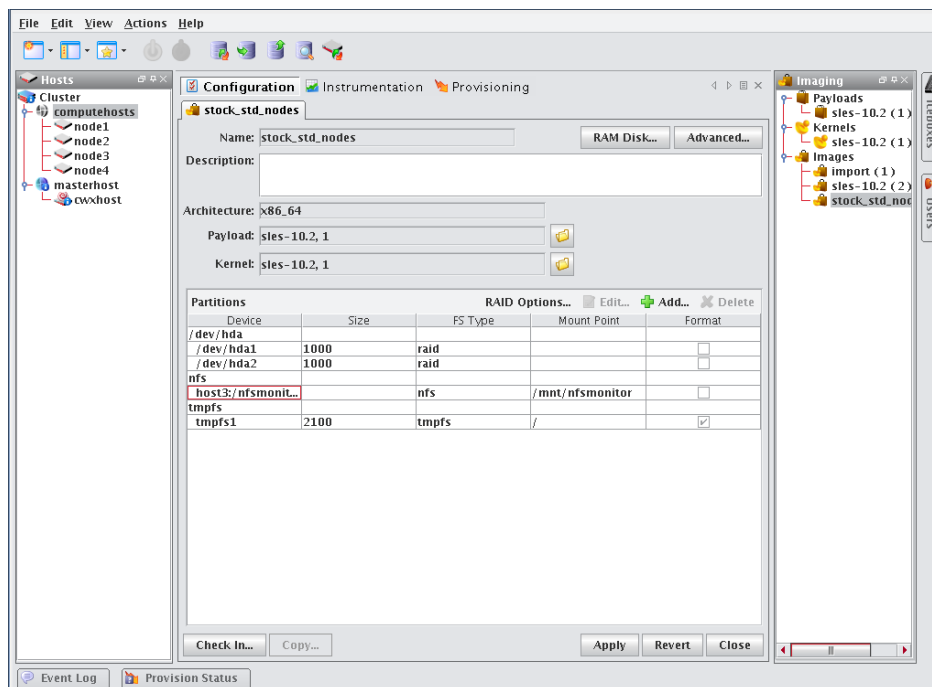 File Edit View Actions Help
Hosts
Cluster
computehosts
node1
node2
node3
node4
masterhost
cwxhost
Configuration Instrumentation Provisioning
stock_std_nodes
Name: stock_std_nodes RAM Disk... Advanced...
Description:
Architecture: x86_64
Payload: sles-10.2, 1
Kernel: sles-10.2, 1
Partitions RAID Options... Edit... Add... Delete
Device Size FS Type Mount Point Format
/dev/hda
/dev/hda1 1000 raid
/dev/hda2 1000 raid
nfs
host3:/nfsmonit... nfs /mnt/nfsmonitor
tmpfs
tmpfs1 2100 tmpfs /
Check In... Copy... Apply Revert Close
Imaging
Payloads
sles-10.2 (1)
Kernels
sles-10.2 (1)
Images
import (1)
sles-10.2 (2)
stock_std_nod
Iceboxes
Users
Event Log Provision Status